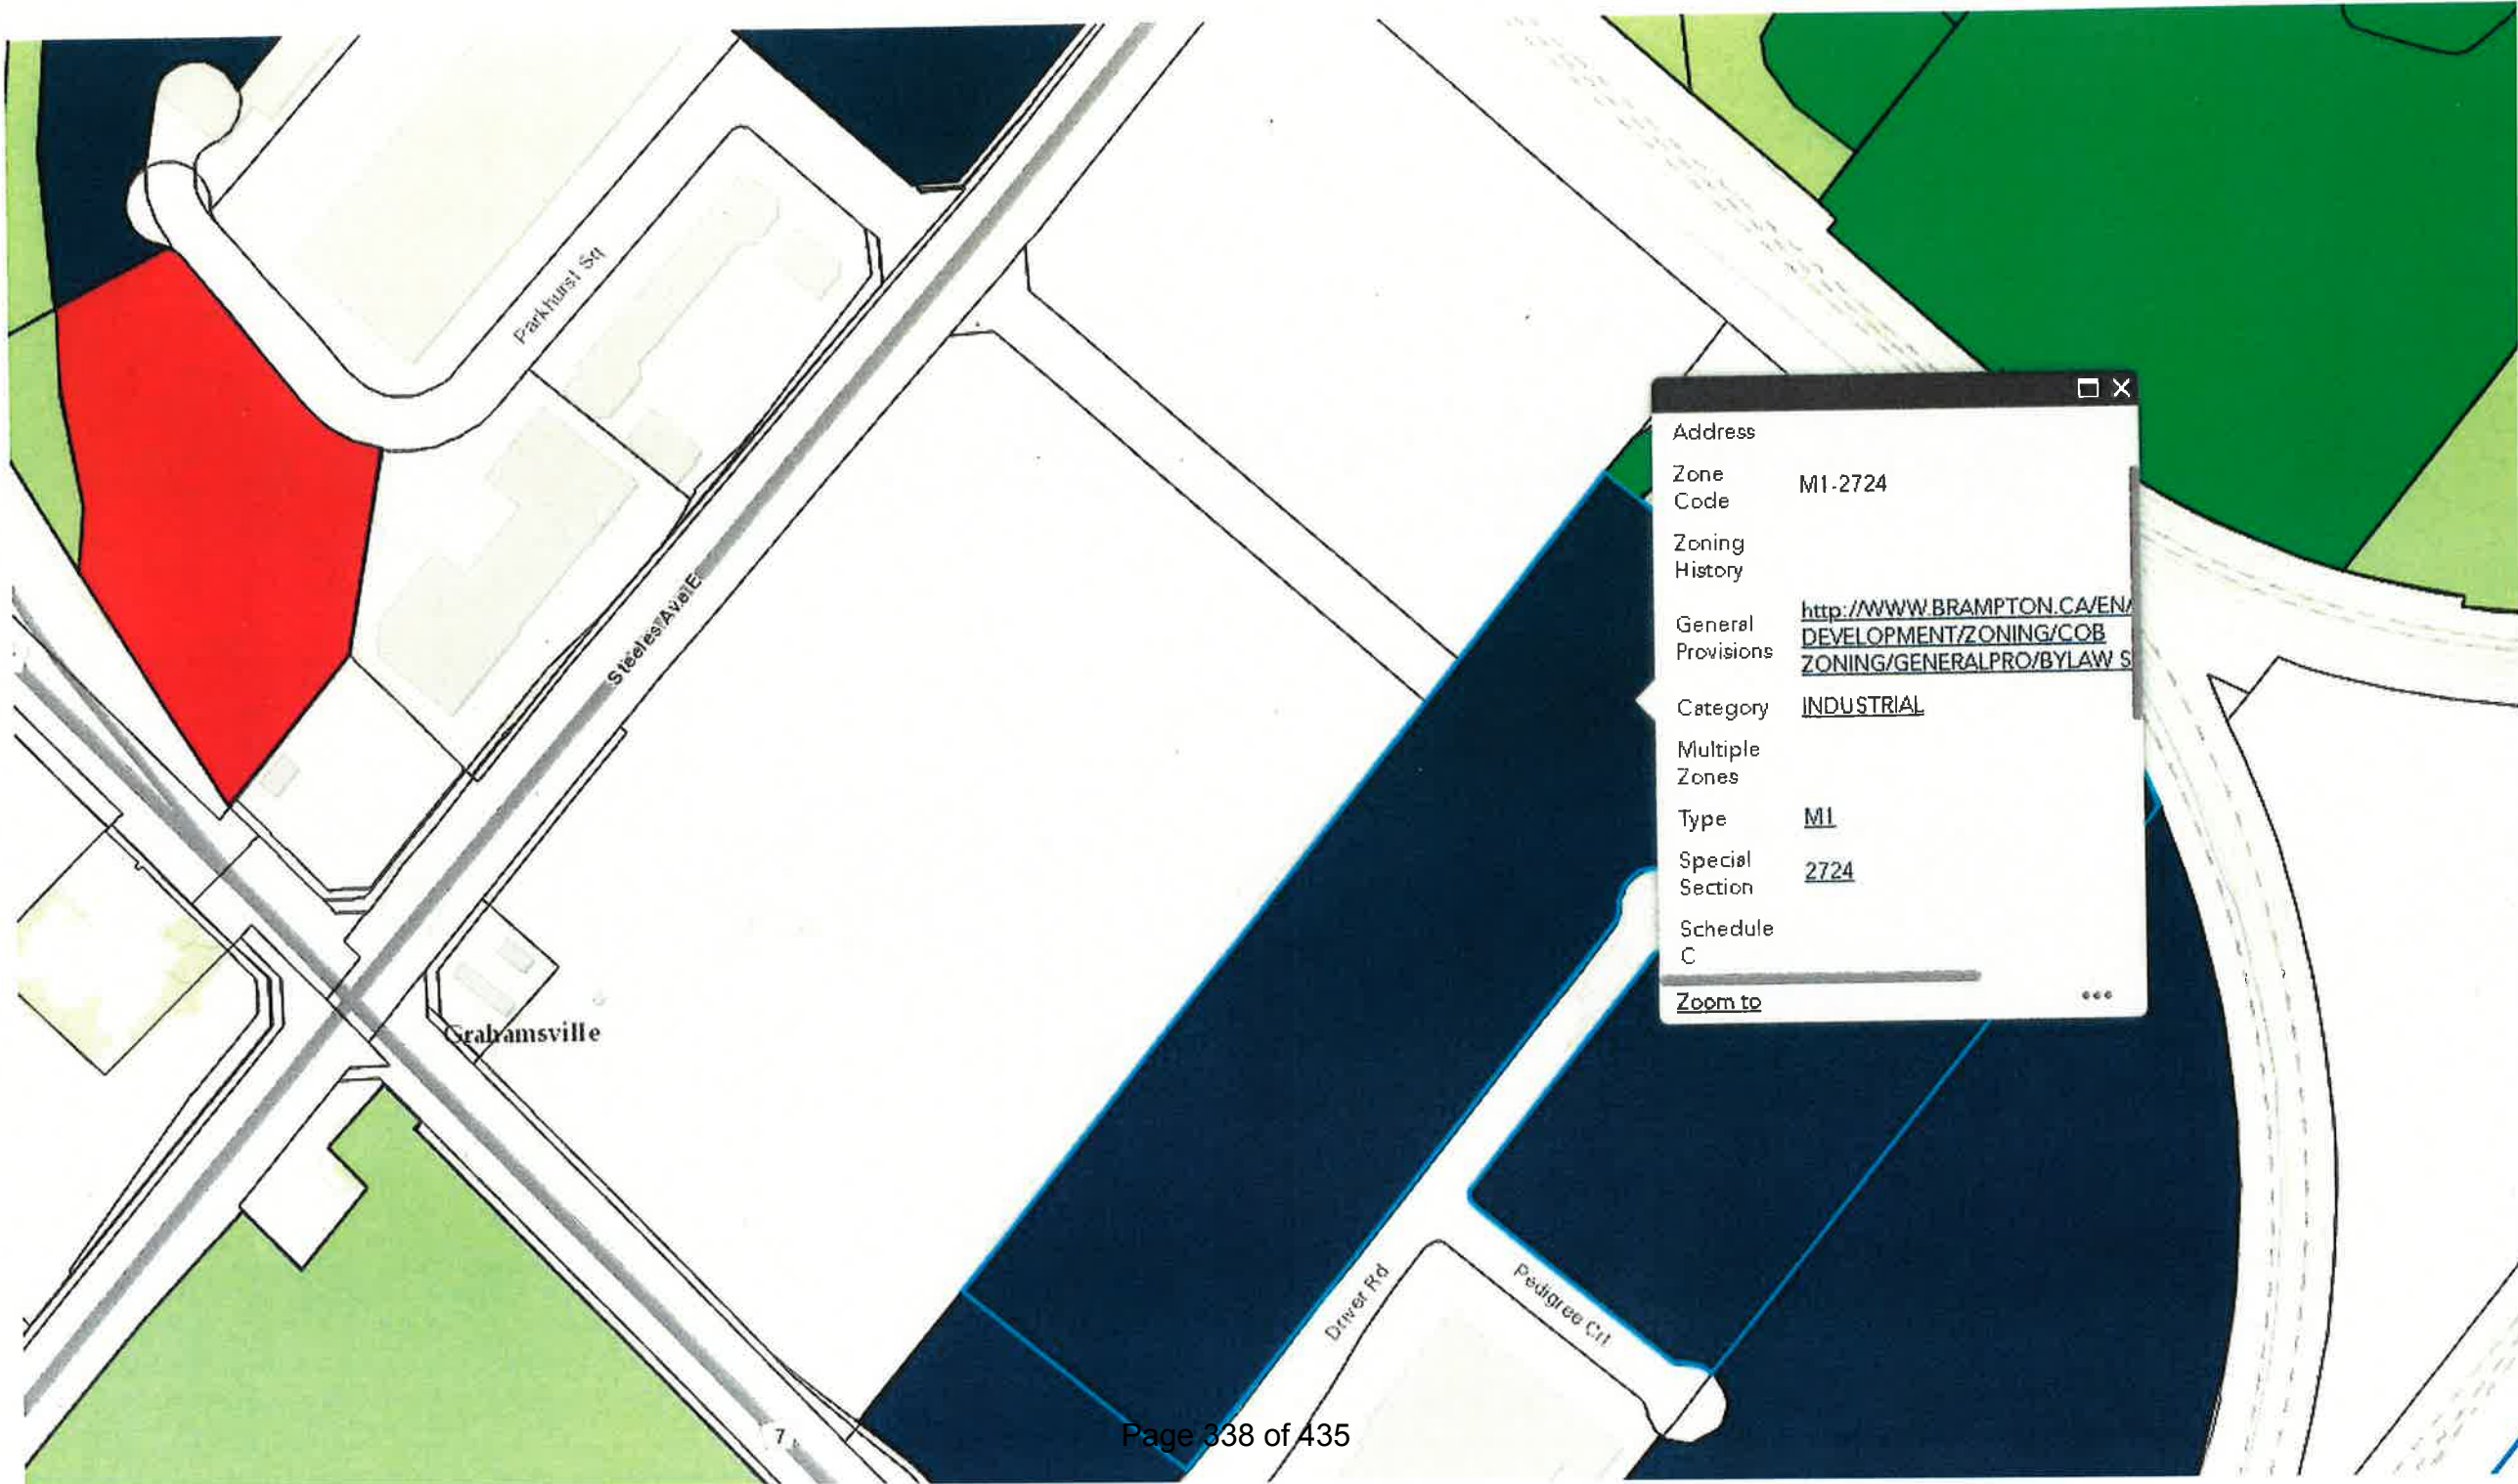 Parkhurst Sq
Steeles Ave E
Grahamsville
Address
Zone
Code
M1-2724
Zoning
History
General
Provisions
http://WWW.BRAMPTON.CA/EN/
DEVELOPMENT/ZONING/COB
ZONING/GENERALPRO/BYLAW S
Category
INDUSTRIAL
Multiple
Zones
Type
M1
Special
Section
2724
Schedule
C
Zoom to
Driver Rd
Pedigree Crt
7
Page 338 of 435